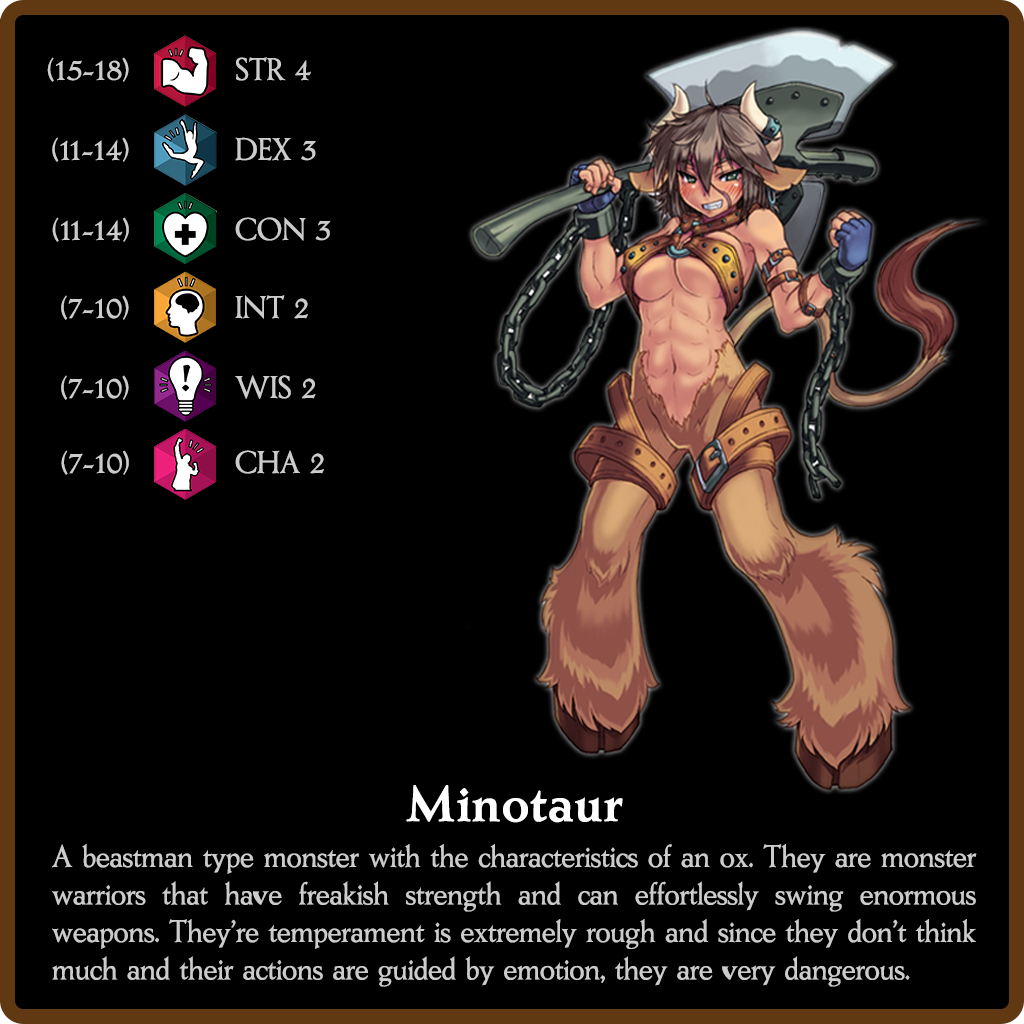 (15-18) STR 4
(11-14) DEX 3
(11-14) CON 3
(7-10) INT 2
(7-10) WIS 2
(7-10) CHA 2
Minotaur
A beastman type monster with the characteristics of an ox. They are monster
warriors that have freakish strength and can effortlessly swing enormous
weapons. They're temperament is extremely rough and since they don't think
much and their actions are guided by emotion, they are very dangerous.